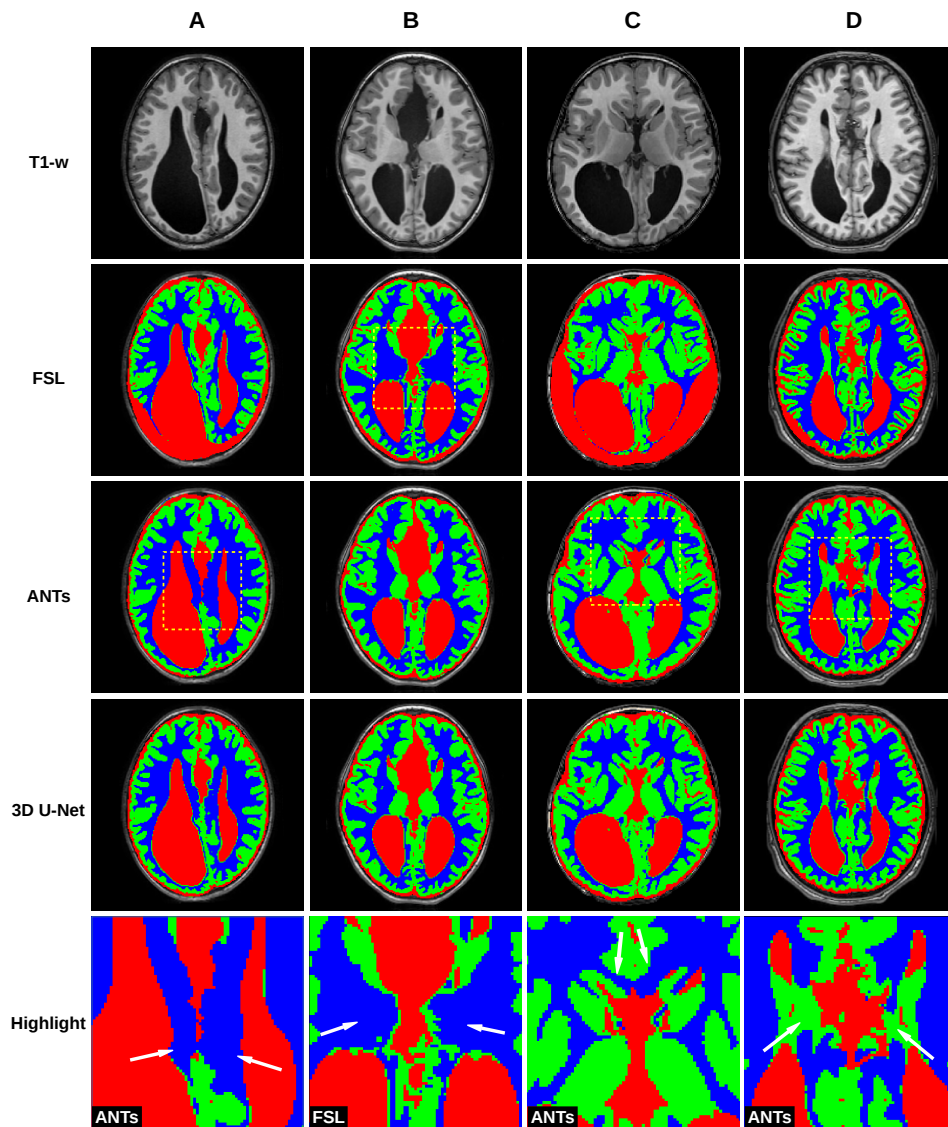 A B C D
T1-w
FSL
ANTs
3D U-Net
Highlight
ANTs FSL ANTs ANTs